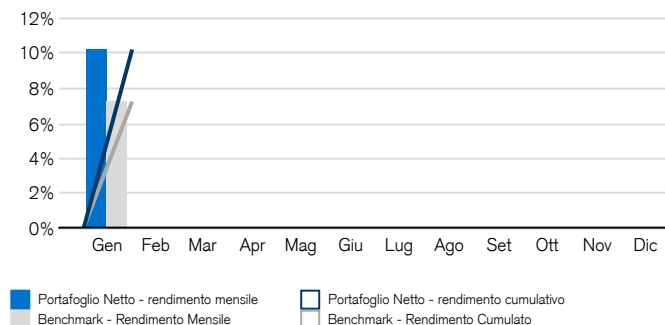 12%
10%
8%
6%
4%
2%
0%
Gen Feb Mar Apr Mag Giu Lug Ago Set Ott Nov Dic
Portafoglio Netto - rendimento mensile
Portafoglio Netto - rendimento cumulativo
Benchmark - Rendimento Mensile
Benchmark - Rendimento Cumulato